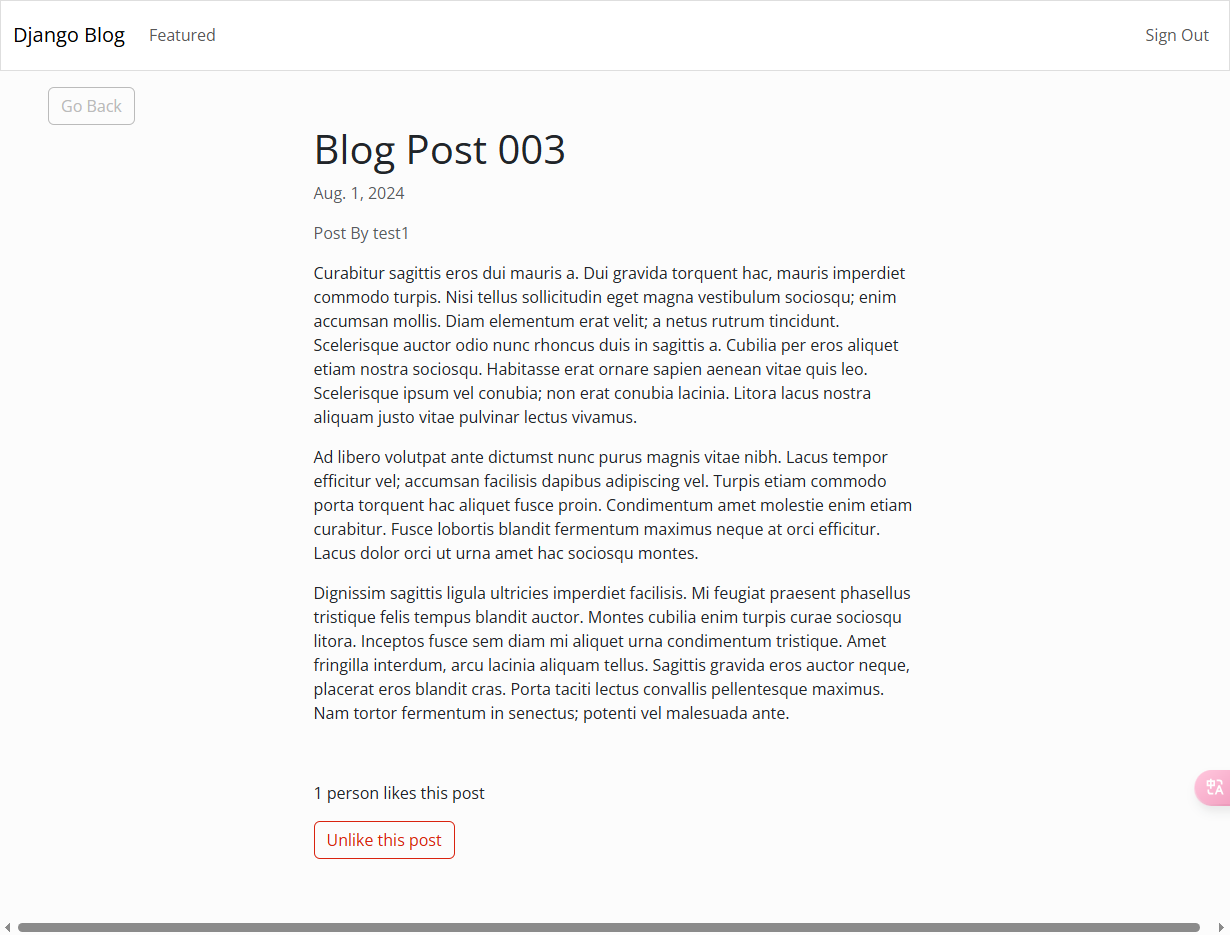 Django Blog Featured Sign Out
Go Back
Blog Post 003
Aug. 1, 2024
Post By test1
Curabitur sagittis eros dui mauris a. Dui gravida torquent hac, mauris imperdiet
commodo turpis. Nisi tellus sollicitudin eget magna vestibulum sociosqu; enim
accumsan mollis. Diam elementum erat velit; a netus rutrum tincidunt.
Scelerisque auctor odio nunc rhoncus duis in sagittis a. Cubilia per eros aliquet
etiam nostra sociosqu. Habitasse erat ornare sapien aenean vitae quis leo.
Scelerisque ipsum vel conubia; non erat conubia lacinia. Litora lacus nostra
aliquam justo vitae pulvinar lectus vivamus.
Ad libero volutpat ante dictumst nunc purus magnis vitae nibh. Lacus tempor
efficitur vel; accumsan facilisis dapibus adipiscing vel. Turpis etiam commodo
porta torquent hac aliquet fusce proin. Condimentum amet molestie enim etiam
curabitur. Fusce lobortis blandit fermentum maximus neque at orci efficitur.
Lacus dolor orci ut urna amet hac sociosqu montes.
Dignissim sagittis ligula ultricies imperdiet facilisis. Mi feugiat praesent phasellus
tristique felis tempus blandit auctor. Montes cubilia enim turpis curae sociosqu
litora. Inceptos fusce sem diam mi aliquet urna condimentum tristique. Amet
fringilla interdum, arcu lacinia aliquam tellus. Sagittis gravida eros auctor neque,
placerat eros blandit cras. Porta taciti lectus convallis pellentesque maximus.
Nam tortor fermentum in senectus; potenti vel malesuada ante.
中A
1 person likes this post
Unlike this post